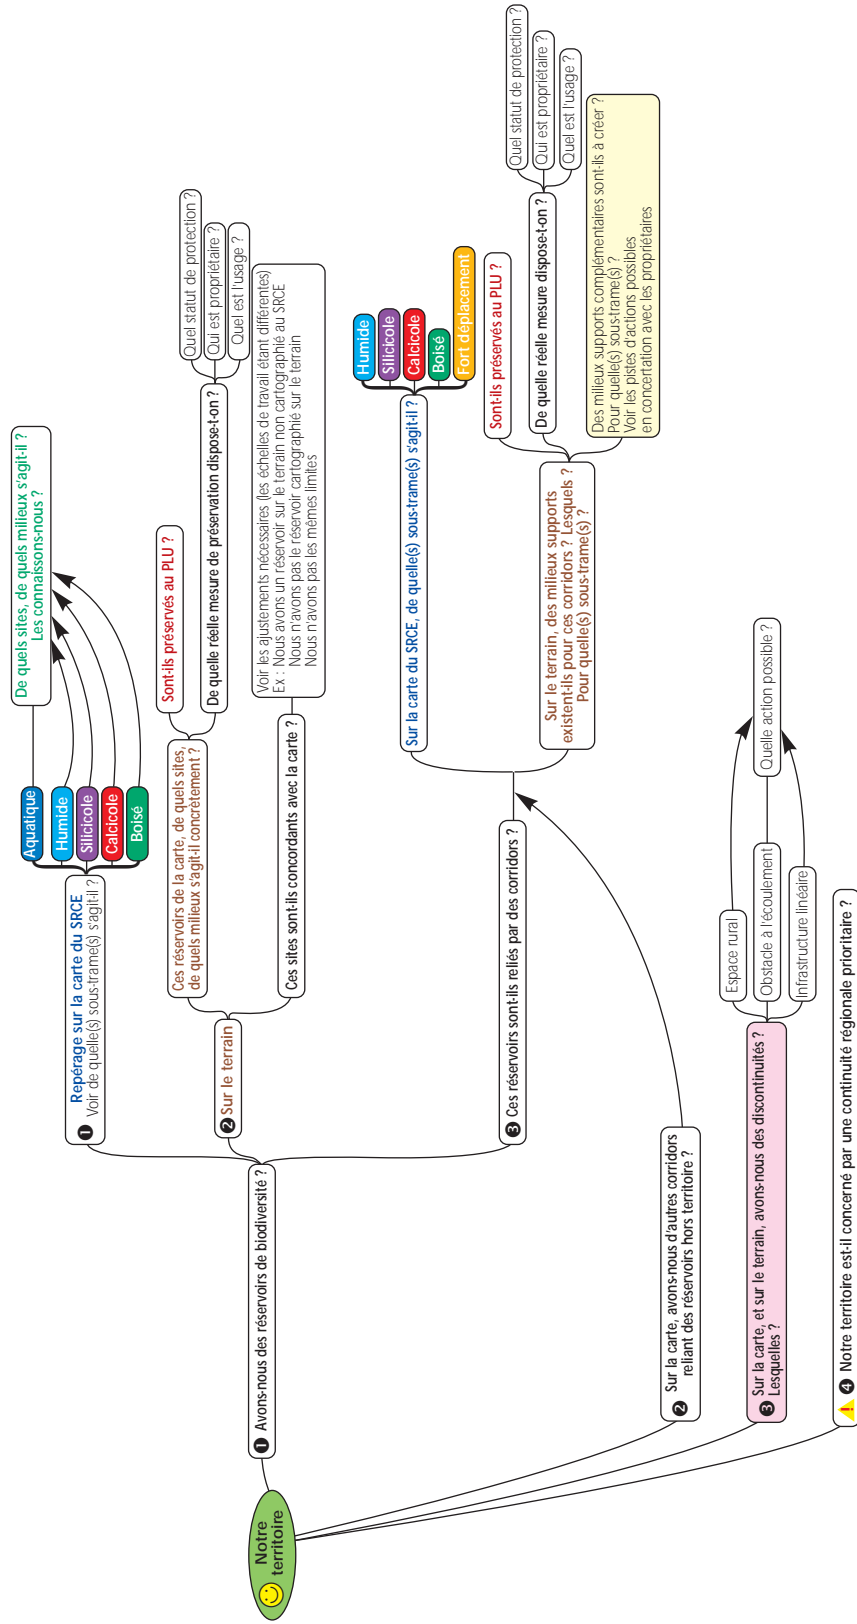 Notre
territoire
❶ Avons-nous des réservoirs de biodiversité ?
❶ Repérage sur la carte du SRCE
Voir de quelle(s) sous-trame(s) s'agit-il ?
Aquatique
Humide
Silicicole
Calcicole
Boisé
De quels sites, de quels milieux s'agit-il ?
Les connaissons-nous ?
❷ Sur le terrain
Ces réservoirs de la carte, de quels sites,
de quels milieux s'agit-il concrètement ?
Sont-ils préservés au PLU ?
De quelle réelle mesure de préservation dispose-t-on ?
Quel statut de protection ?
Qui est propriétaire ?
Quel est l'usage ?
Ces sites sont-ils concordants avec la carte ?
Voir les ajustements nécessaires (les échelles de travail étant différentes)
Ex : Nous avons un réservoir sur le terrain non cartographié au SRCE
Nous n'avons pas le réservoir cartographié sur le terrain
Nous n'avons pas les mêmes limites
❸ Ces réservoirs sont-ils reliés par des corridors ?
Sur la carte du SRCE, de quelle(s) sous-trame(s) s'agit-il ?
Humide
Silicicole
Calcicole
Boisé
Fort déplacement
Sur le terrain, des milieux supports
existent-ils pour ces corridors ? Lesquels ?
Pour quelle(s) sous-trame(s) ?
Sont-ils préservés au PLU ?
De quelle réelle mesure dispose-t-on ?
Quel statut de protection ?
Qui est propriétaire ?
Quel est l'usage ?
Des milieux supports complémentaires sont-ils à créer ?
Pour quelle(s) sous-trame(s) ?
Voir les pistes d'actions possibles
en concertation avec les propriétaires
❷ Sur la carte, avons-nous d'autres corridors
reliant des réservoirs hors territoire ?
❸ Sur la carte, et sur le terrain, avons-nous des discontinuités ?
Lesquelles ?
Espace rural
Obstacle à l'écoulement
Infrastructure linéaire
Quelle action possible ?
! ❹ Notre territoire est-il concerné par une continuité régionale prioritaire ?